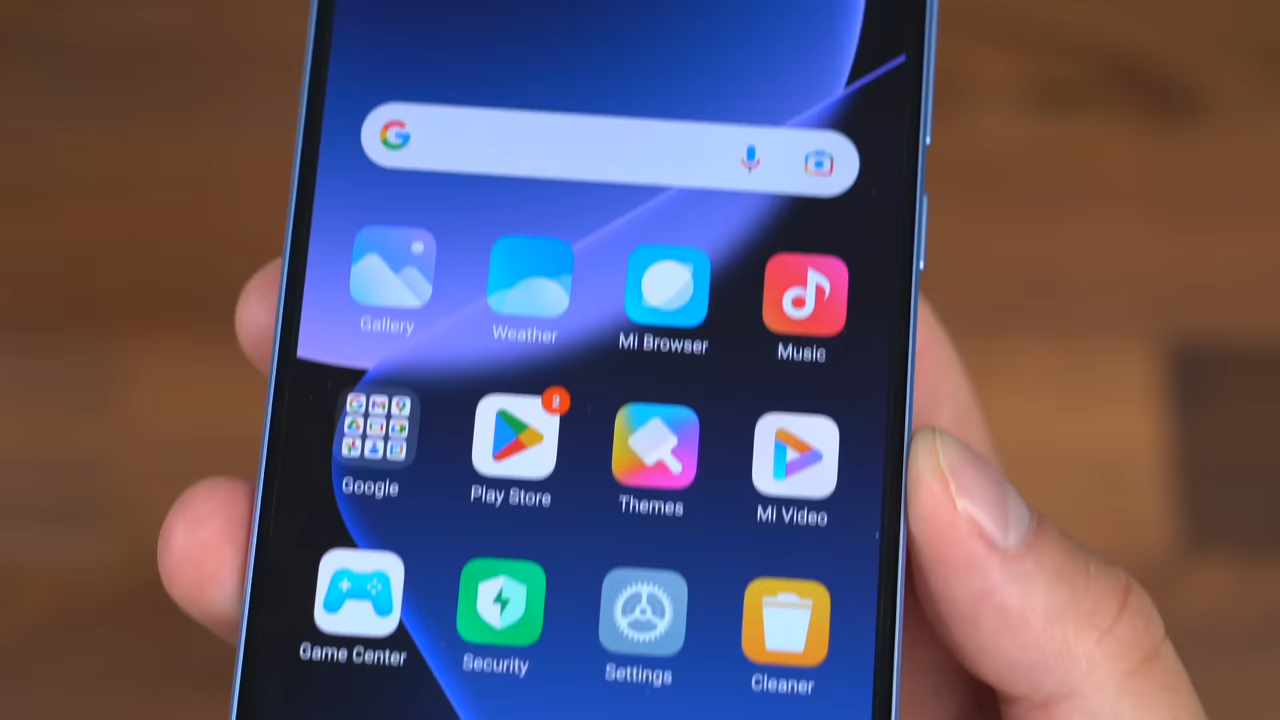 G
Gallery
Weather
Mi Browser
Music
Google
Play Store
Themes
Mi Video
Game Center
Security
Settings
Cleaner